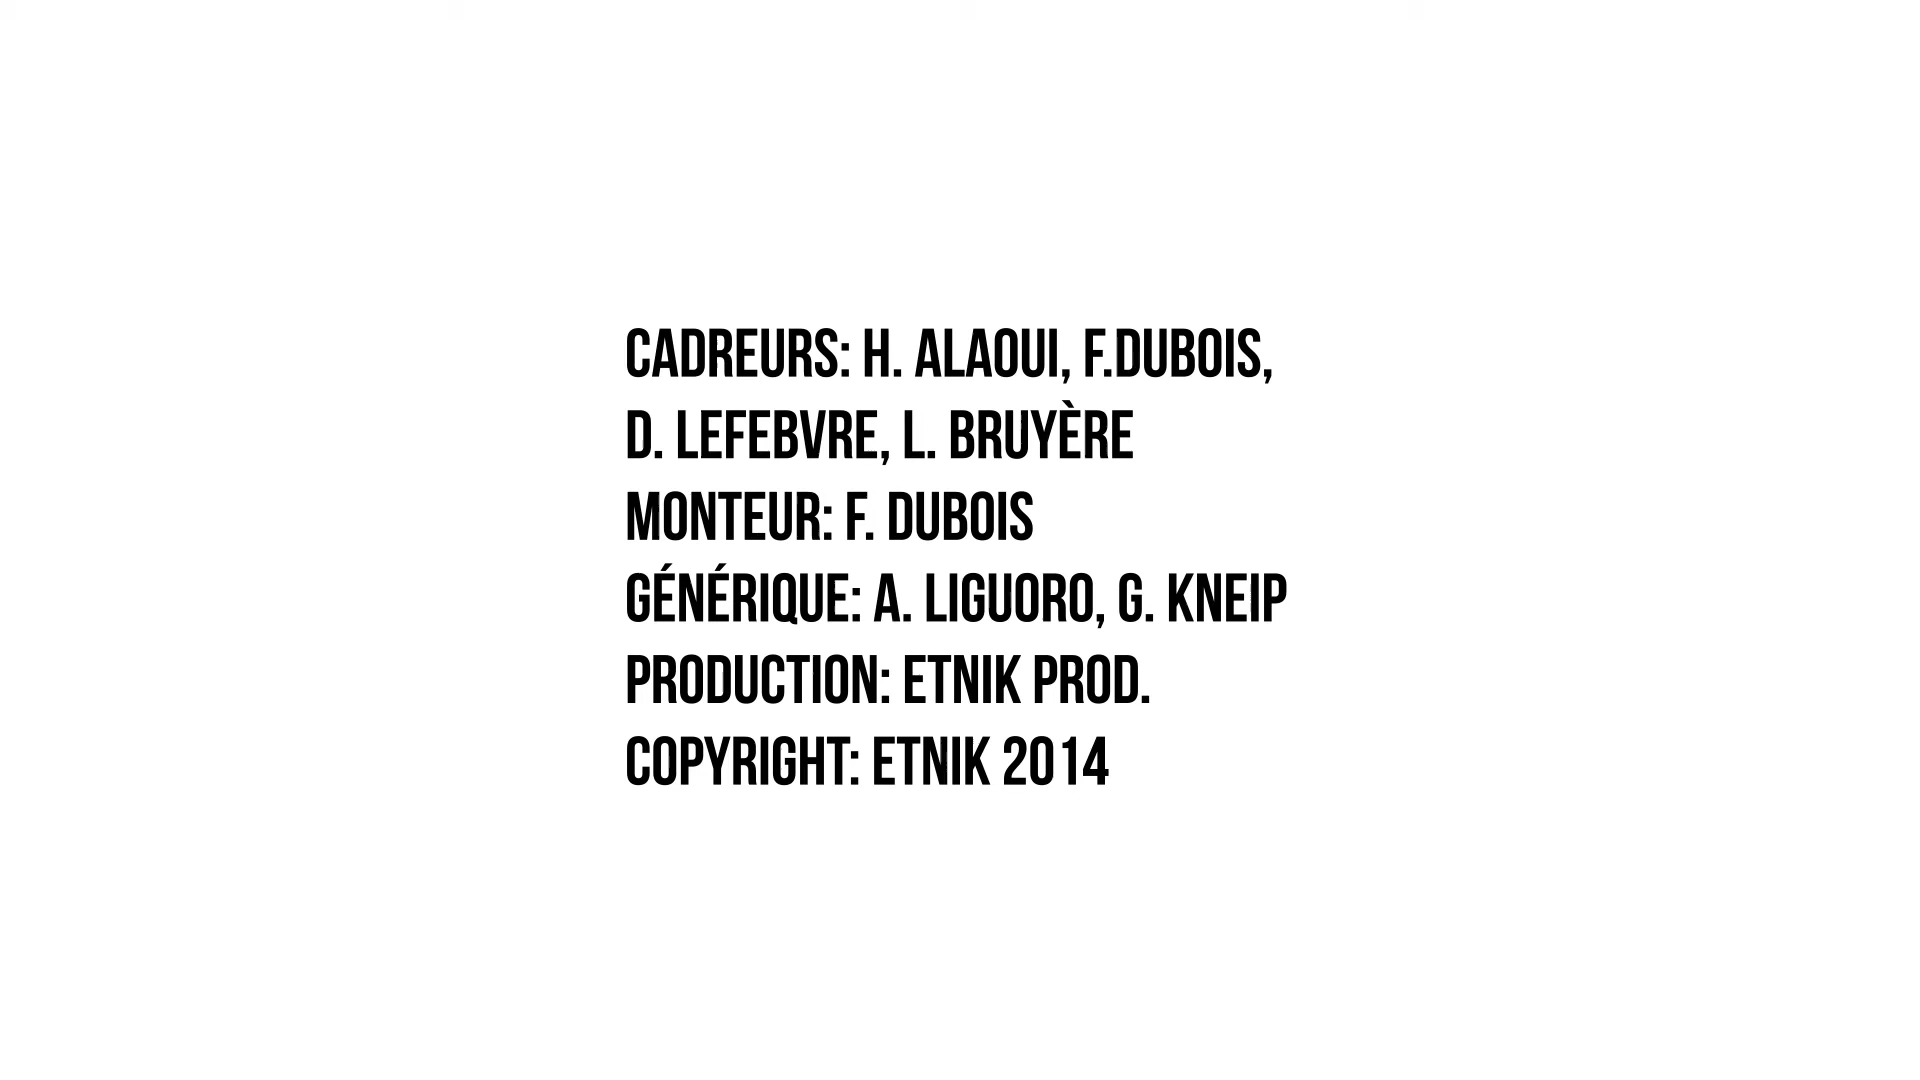 CADREURS: H. ALAOUI, F.DUBOIS,
D. LEFEBVRE, L. BRUYÈRE
MONTEUR: F. DUBOIS
GÉNÉRIQUE: A. LIGUORO, G. KNEIP
PRODUCTION: ETNIK PROD.
COPYRIGHT: ETNIK 2014